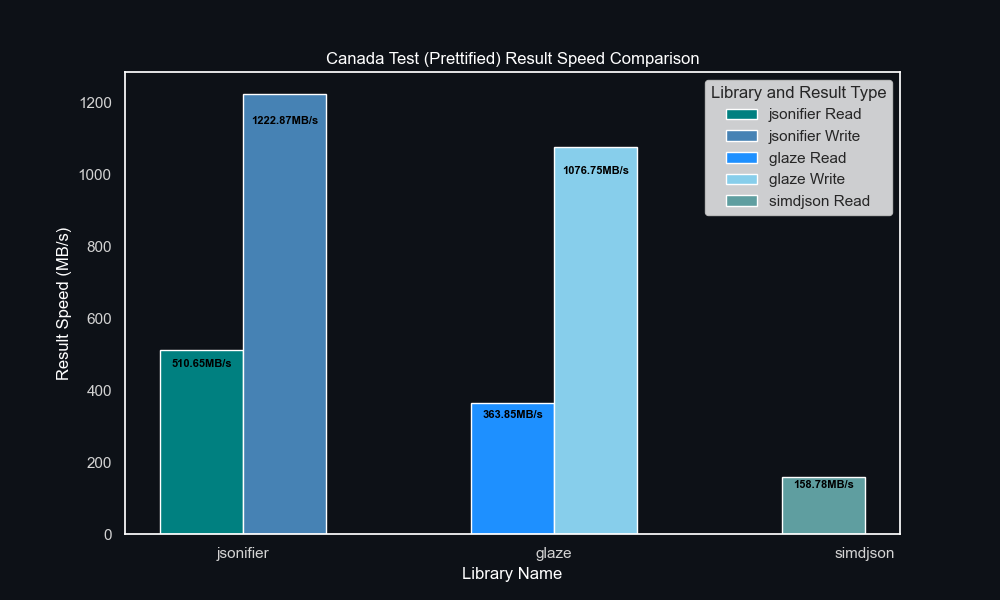 Canada Test (Prettified) Result Speed Comparison
Result Speed (MB/s)
1200
1000
800
600
400
200
0
1222.87MB/s
510.65MB/s
1076.75MB/s
363.85MB/s
158.78MB/s
Library and Result Type
jsonifier Read
jsonifier Write
glaze Read
glaze Write
simdjson Read
jsonifier
glaze
simdjson
Library Name